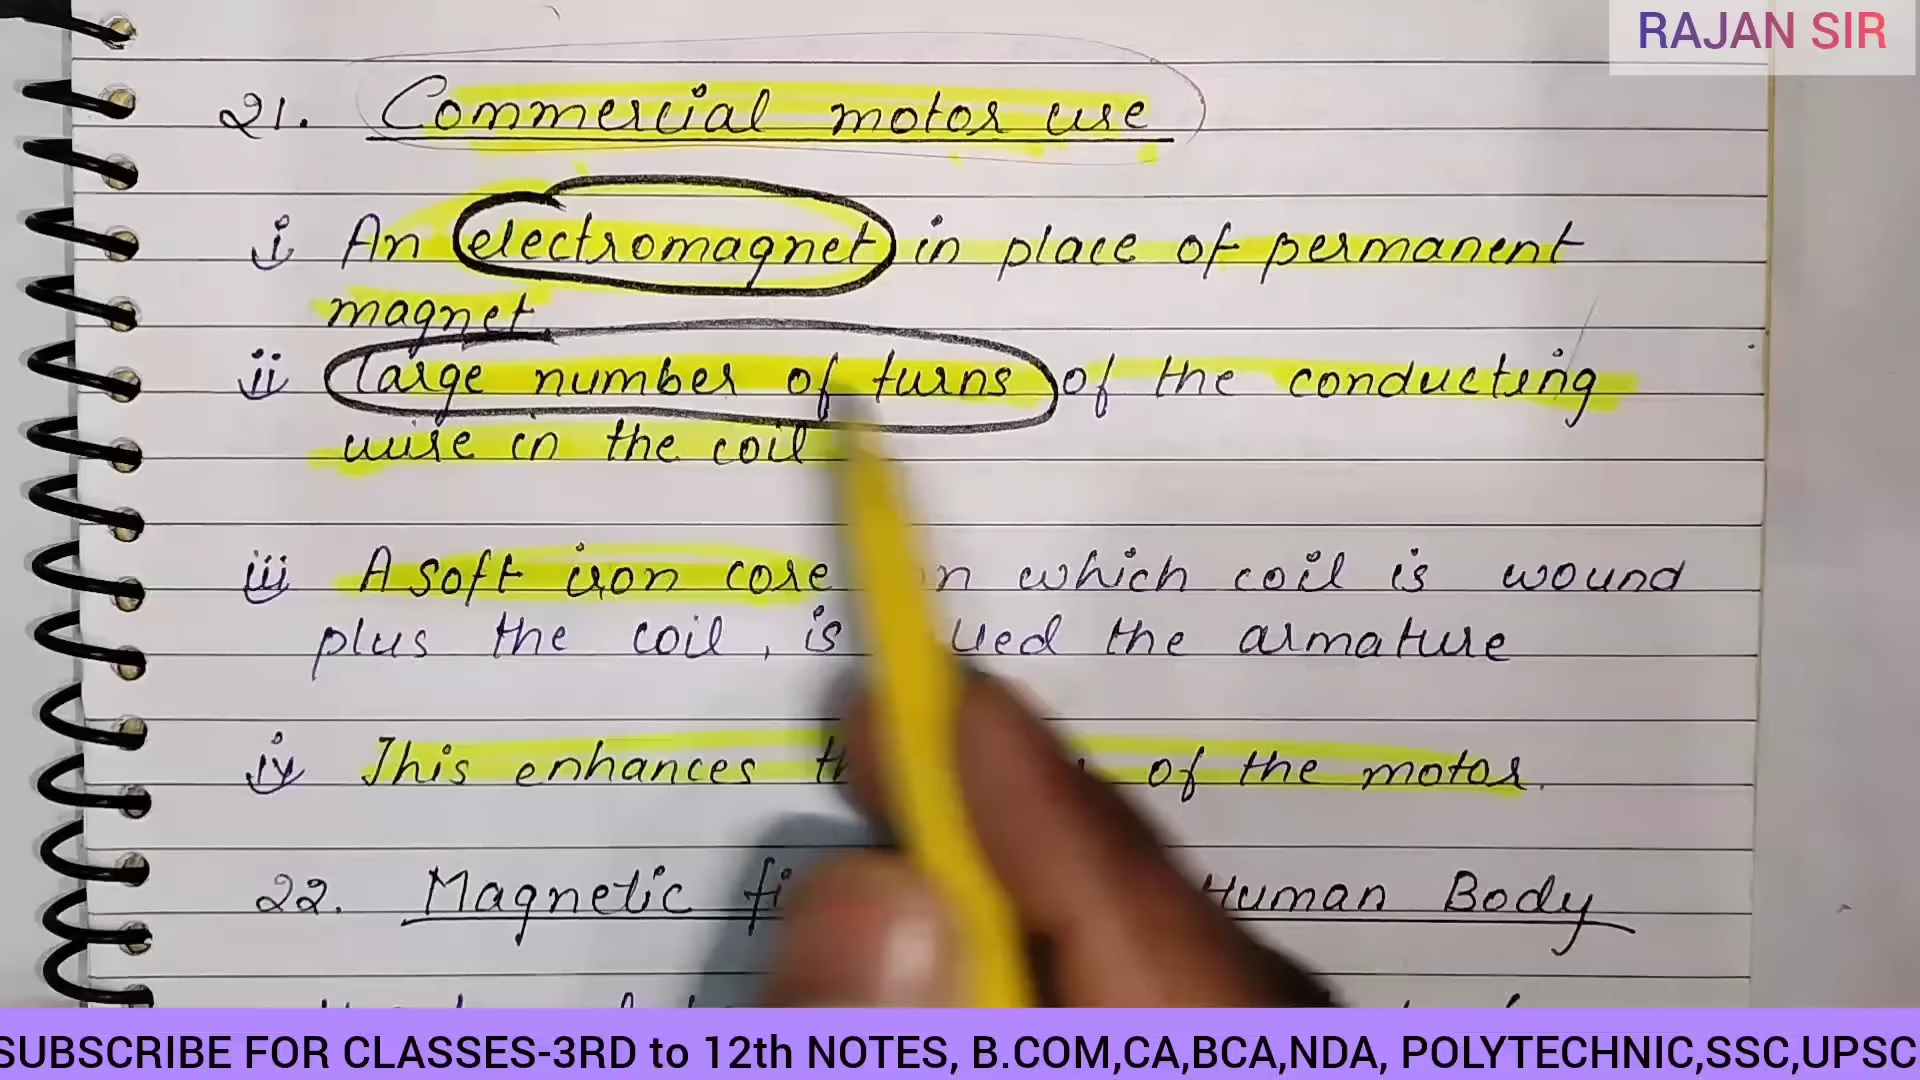 RAJAN SIR
21. Commercial motor use
i An electromagnet in place of permanent
magnet
ii Large number of turns of the conducting
wire in the coil
iii A soft iron core which coil is wound
plus the coil, is the armature
iv This enhances of the motor.
22. Magnetic Human Body
SUBSCRIBE FOR CLASSES-3RD to 12th NOTES, B.COM,CA,BCA,NDA, POLYTECHNIC,SSC,UPSC